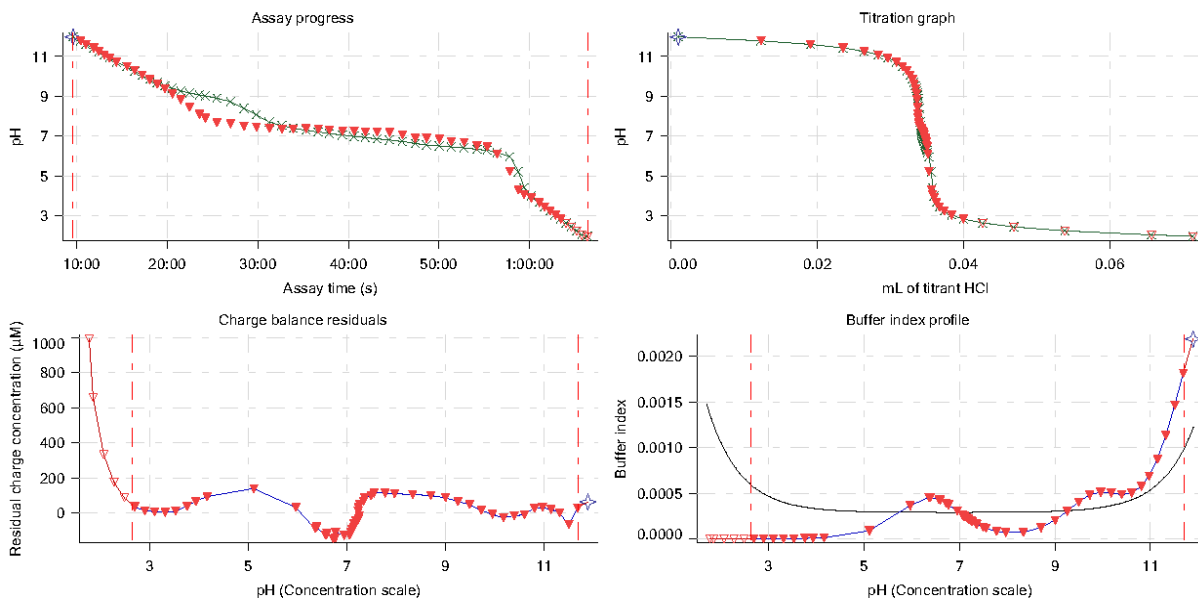 Assay progress
pH
11
9
7
5
3
10:00 20:00 30:00 40:00 50:00 1:00:00
Assay time (s)
Titration graph
pH
11
9
7
5
3
0.00 0.02 0.04 0.06
mL of titrant HCl
Charge balance residuals
Residual charge concentration (µM)
1000
800
600
400
200
0
3 5 7 9 11
pH (Concentration scale)
Buffer index profile
Buffer index
0.0020
0.0015
0.0010
0.0005
0.0000
3 5 7 9 11
pH (Concentration scale)